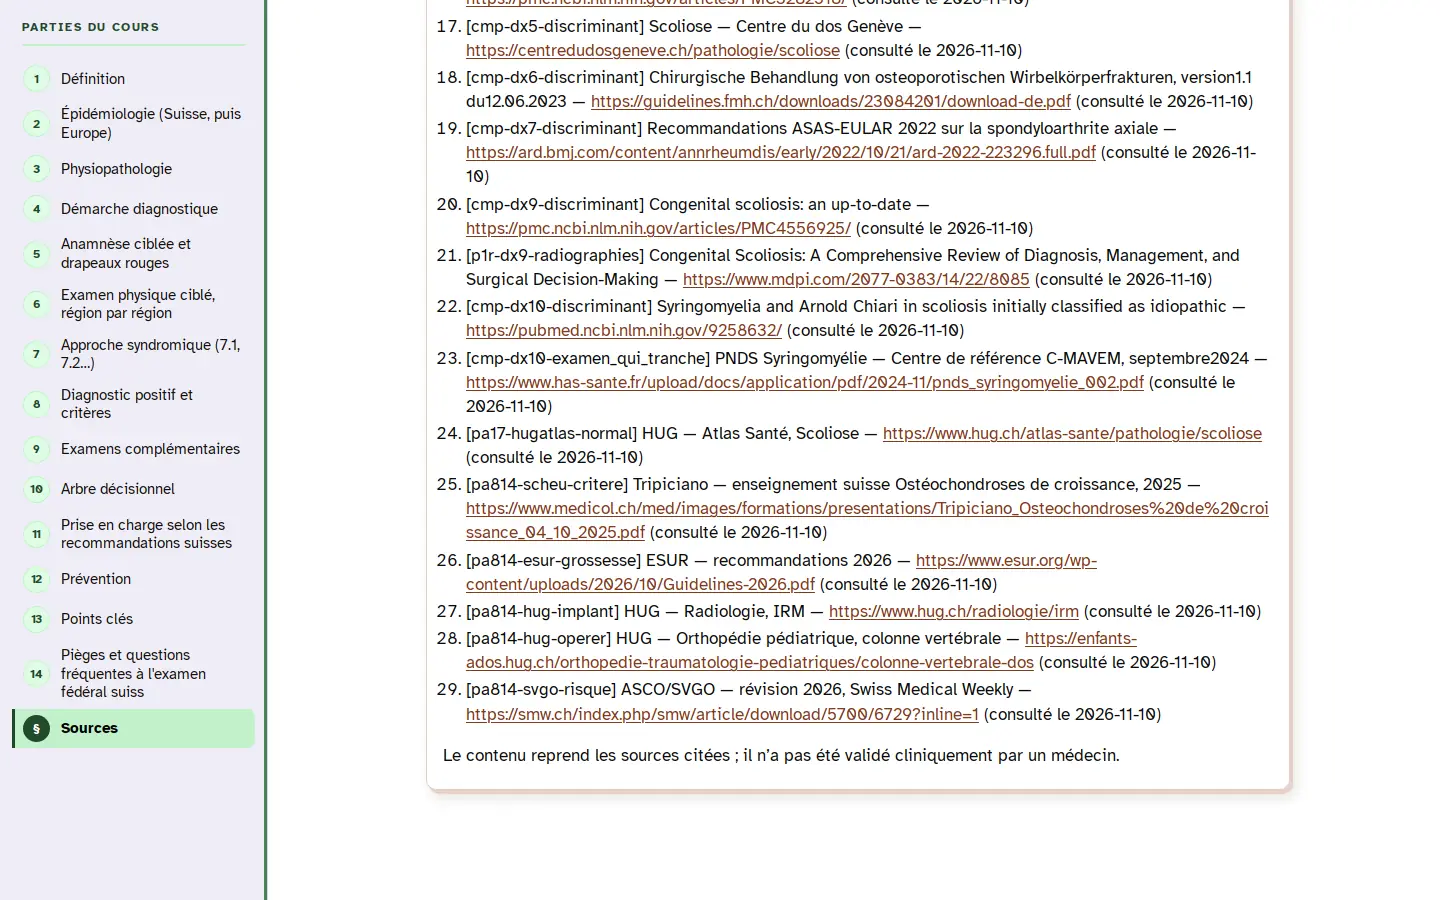 PARTIES DU COURS
1 Définition
2 Épidémiologie (Suisse, puis
Europe)
3 Physiopathologie
4 Démarche diagnostique
5 Anamnèse ciblée et
drapeaux rouges
6 Examen physique ciblé,
région par région
7 Approche syndromique (7.1,
7.2…)
8 Diagnostic positif et
critères
9 Examens complémentaires
10 Arbre décisionnel
11 Prise en charge selon les
recommandations suisses
12 Prévention
13 Points clés
14 Pièges et questions
fréquentes à l'examen
fédéral suiss
§ Sources
17. [cmp-dx5-discriminant] Scoliose — Centre du dos Genève —
https://centredudosgeneve.ch/pathologie/scoliose (consulté le 2026-11-10)
18. [cmp-dx6-discriminant] Chirurgische Behandlung von osteoporotischen Wirbelkörperfrakturen, version1.1
du12.06.2023 — https://guidelines.fmh.ch/downloads/23084201/download-de.pdf (consulté le 2026-11-10)
19. [cmp-dx7-discriminant] Recommandations ASAS-EULAR 2022 sur la spondyloarthrite axiale —
https://ard.bmj.com/content/annrheumdis/early/2022/10/21/ard-2022-223296.full.pdf (consulté le 2026-11-
10)
20. [cmp-dx9-discriminant] Congenital scoliosis: an up-to-date —
https://pmc.ncbi.nlm.nih.gov/articles/PMC4556925/ (consulté le 2026-11-10)
21. [p1r-dx9-radiographies] Congenital Scoliosis: A Comprehensive Review of Diagnosis, Management, and
Surgical Decision-Making — https://www.mdpi.com/2077-0383/14/22/8085 (consulté le 2026-11-10)
22. [cmp-dx10-discriminant] Syringomyelia and Arnold Chiari in scoliosis initially classified as idiopathic —
https://pubmed.ncbi.nlm.nih.gov/9258632/ (consulté le 2026-11-10)
23. [cmp-dx10-examen_qui_tranche] PNDS Syringomyélie — Centre de référence C-MAVEM, septembre2024 —
https://www.has-sante.fr/upload/docs/application/pdf/2024-11/pnds_syringomyelie_002.pdf (consulté le
2026-11-10)
24. [pa17-hugatlas-normal] HUG — Atlas Santé, Scoliose — https://www.hug.ch/atlas-sante/pathologie/scoliose
(consulté le 2026-11-10)
25. [pa814-scheu-critere] Tripiciano — enseignement suisse Ostéochondroses de croissance, 2025 —
https://www.medicol.ch/med/images/formations/presentations/Tripiciano_Osteochondroses%20de%20croi
ssance_04_10_2025.pdf (consulté le 2026-11-10)
26. [pa814-esur-grossesse] ESUR — recommandations 2026 — https://www.esur.org/wp-
content/uploads/2026/10/Guidelines-2026.pdf (consulté le 2026-11-10)
27. [pa814-hug-implant] HUG — Radiologie, IRM — https://www.hug.ch/radiologie/irm (consulté le 2026-11-10)
28. [pa814-hug-operer] HUG — Orthopédie pédiatrique, colonne vertébrale — https://enfants-
ados.hug.ch/orthopedie-traumatologie-pediatriques/colonne-vertebrale-dos (consulté le 2026-11-10)
29. [pa814-svgo-risque] ASCO/SVGO — révision 2026, Swiss Medical Weekly —
https://smw.ch/index.php/smw/article/download/5700/6729?inline=1 (consulté le 2026-11-10)
Le contenu reprend les sources citées ; il n’a pas été validé cliniquement par un médecin.